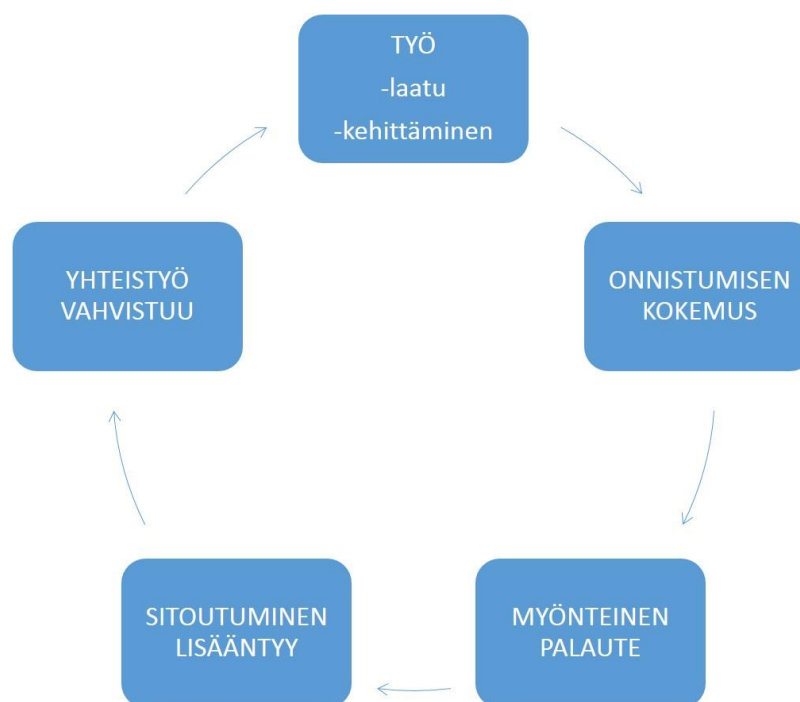 TYÖ
-laatu
-kehittäminen
ONNISTUMISEN
KOKEMUS
MYÖNTEINEN
PALAUTE
SITOUTUMINEN
LISÄÄNTYY
YHTEISTYÖ
VAHVISTUU